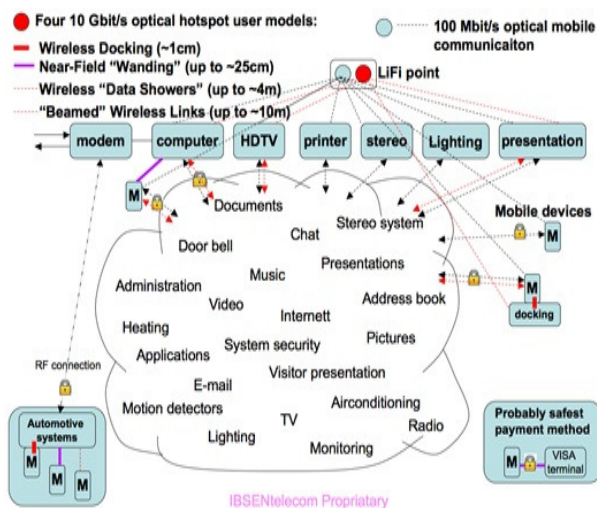 Four 10 Gbit/s optical hotspot user models:
Wireless Docking (~1cm)
Near-Field “Wanding” (up to ~25cm)
Wireless “Data Showers” (up to ~4m)
“Beamed” Wireless Links (up to ~10m)
100 Mbit/s optical mobile
communicaiton
LiFi point
modem
computer
HDTV
printer
stereo
Lighting
presentation
M
Documents
Door bell
Chat
Stereo system
Mobile devices
M
Music
Presentations
Administration
Video
Address book
M
docking
Internett
Heating
System security
Pictures
Applications
RF connection
Visitor presentation
E-mail
Motion detectors
Airconditioning
TV
Radio
Lighting
Monitoring
Automotive
systems
M
M
M
Probably safest
payment method
M
VISA
terminal
IBSENtelecom Propriatary